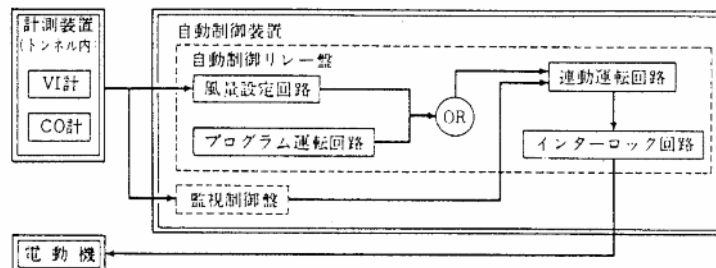 計測装置
(トンネル内)
VI計
CO計
自動制御装置
自動制御リレー盤
風量設定回路
プログラム運転回路
OR
連動運転回路
インターロック回路
監視制御盤
電動機